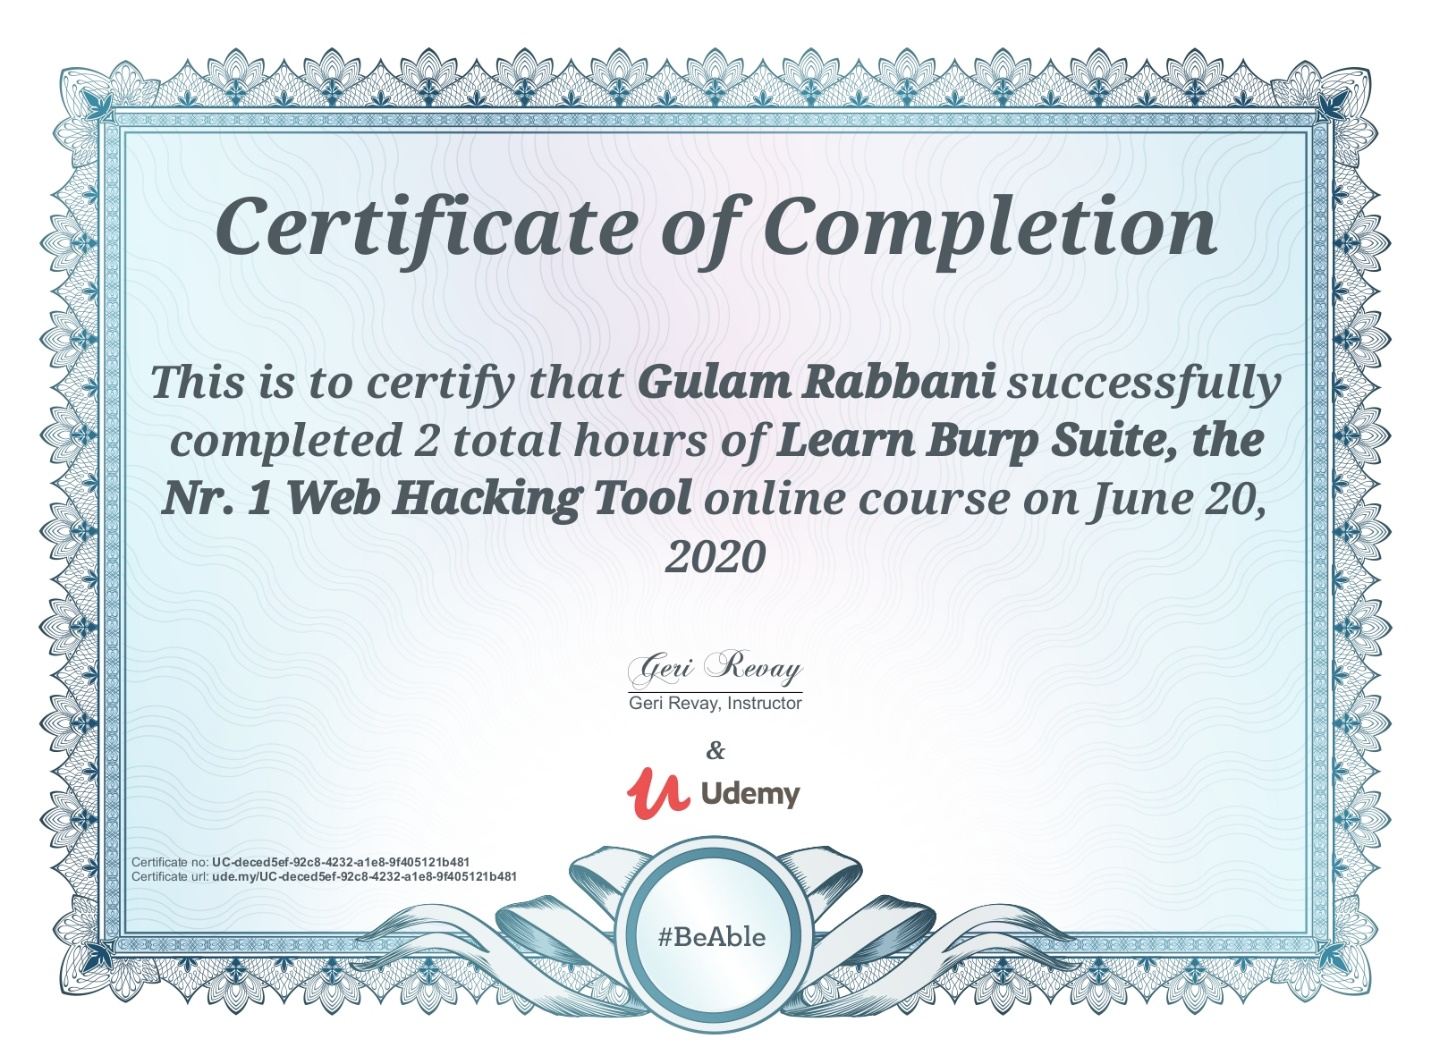 Certificate of Completion
This is to certify that Gulam Rabbani successfully
completed 2 total hours of Learn Burp Suite, the
Nr. 1 Web Hacking Tool online course on June 20,
2020
Geri Revay
Geri Revay, Instructor
&
Udemy
Certificate no: UC-deced5ef-92c8-4232-a1e8-9f405121b481
Certificate url: ude.my/UC-deced5ef-92c8-4232-a1e8-9f405121b481
#BeAble